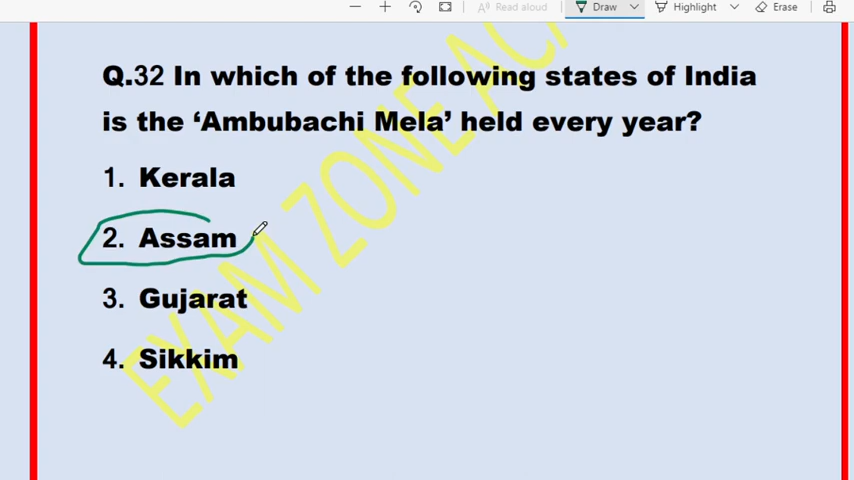 Read aloud
Draw
Highlight
Erase
Q.32 In which of the following states of India
is the ‘Ambubachi Mela’ held every year?
1. Kerala
2. Assam
3. Gujarat
4. Sikkim
EXAM ZONE ACA